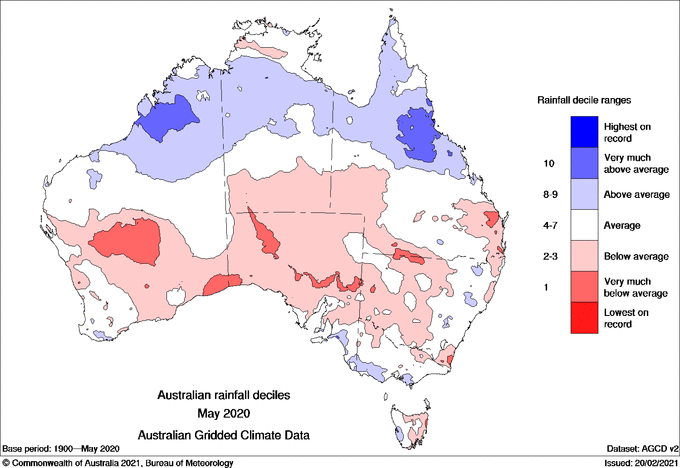 Rainfall decile ranges
Highest on
record
10
Very much
above average
8-9
Above average
4-7
Average
2-3
Below average
1
Very much
below average
Lowest on
record
Australian rainfall deciles
May 2020
Australian Gridded Climate Data
Base period: 1900—May 2020
Dataset: AGCD v2
© Commonwealth of Australia 2021, Bureau of Meteorology
Issued: 20/02/2021